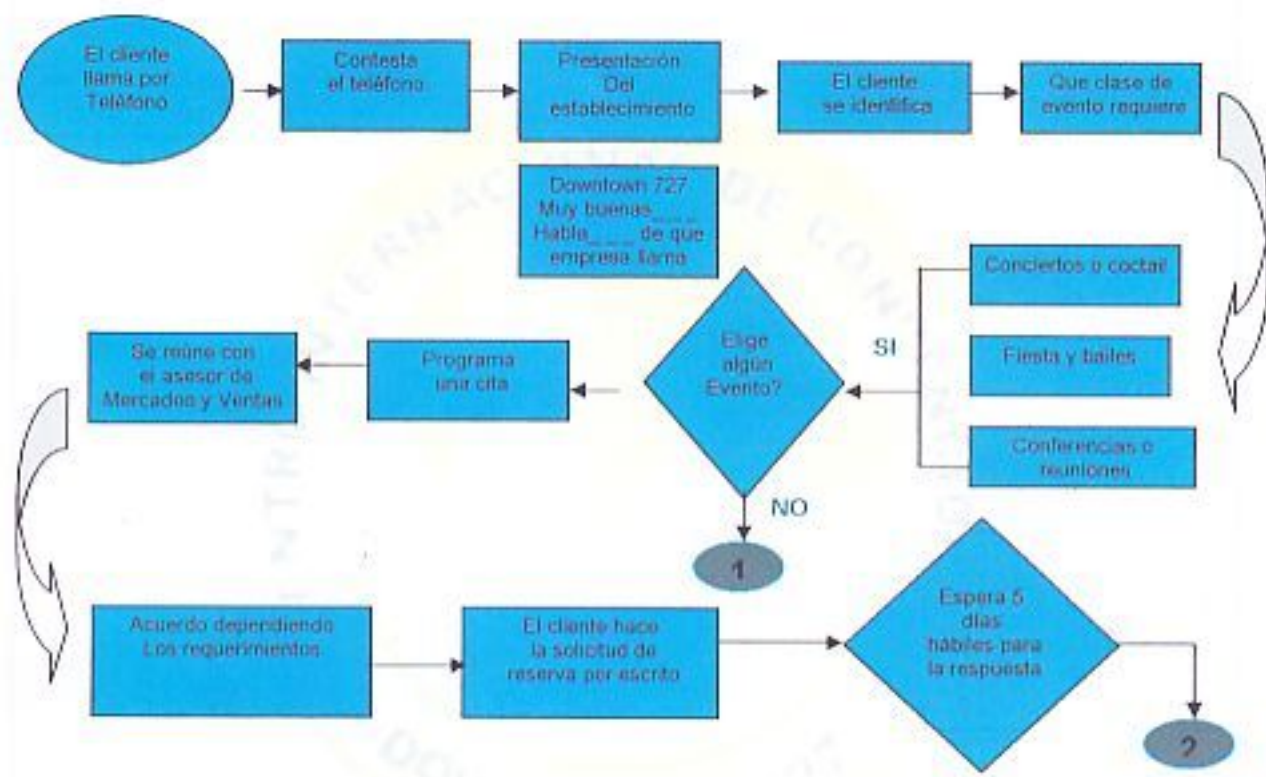 El cliente
llama por
Teléfono
Contesta
el teléfono
Presentación
Del
establecimiento
El cliente
se identifica
Que clase de
evento requiere
Downtown 727
Muy buenas_ _ _ _
Habla_ _ _ _ de que
empresa llama
Conciertos o coctail
Fiesta y bailes
Conferencias o
reuniones
SI
Elige
algún
Evento?
NO
1
Programa
una cita
Se reúne con
el asesor de
Mercadeo y Ventas
Acuerdo dependiendo
Los requerimientos
El cliente hace
la solicitud de
reserva por escrito
Espera 5
días
hábiles para
la respuesta
2